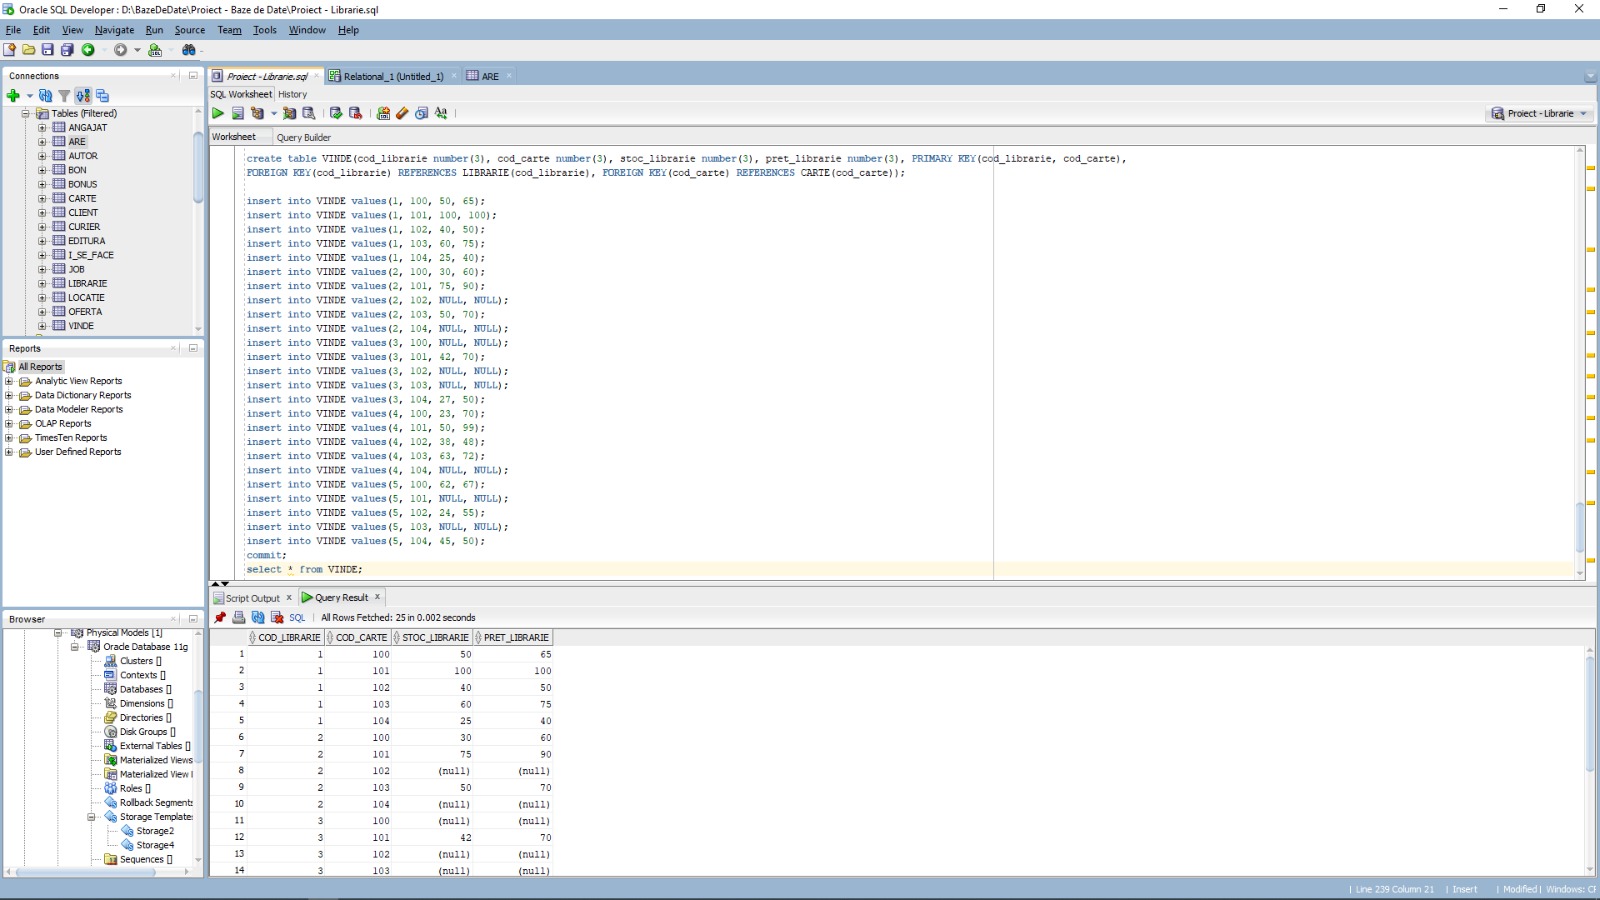 Oracle SQL Developer : D:\BazeDeDate\Proiect - Baze de Date\Proiect - Librarie.sql
File Edit View Navigate Run Source Team Tools Window Help
Connections
Tables (Filtered)
ANGAJAT
ARE
AUTOR
BON
BONUS
CARTE
CLIENT
CURIER
EDITURA
I_SE_FACE
JOB
LIBRARIE
LOCATIE
OFERTA
VINDE
Reports
All Reports
Analytic View Reports
Data Dictionary Reports
Data Modeler Reports
OLAP Reports
TimesTen Reports
User Defined Reports
Browser
Physical Models [1]
Oracle Database 11g
Clusters []
Contexts []
Databases []
Dimensions []
Directories []
Disk Groups []
External Tables []
Materialized Views
Materialized View
Roles []
Rollback Segments
Storage Template
Storage2
Storage4
Sequences []
Proiect - Librarie.sql Relational_1 (Untitled_1) ARE
SQL Worksheet History
Aa
Proiect - Librarie
Worksheet Query Builder
create table VINDE(cod_librarie number(3), cod_carte number(3), stoc_librarie number(3), pret_librarie number(3), PRIMARY KEY(cod_librarie, cod_carte),
FOREIGN KEY(cod_librarie) REFERENCES LIBRARIE(cod_librarie), FOREIGN KEY(cod_carte) REFERENCES CARTE(cod_carte));
insert into VINDE values(1, 100, 50, 65);
insert into VINDE values(1, 101, 100, 100);
insert into VINDE values(1, 102, 40, 50);
insert into VINDE values(1, 103, 60, 75);
insert into VINDE values(1, 104, 25, 40);
insert into VINDE values(2, 100, 30, 60);
insert into VINDE values(2, 101, 75, 90);
insert into VINDE values(2, 102, NULL, NULL);
insert into VINDE values(2, 103, 50, 70);
insert into VINDE values(2, 104, NULL, NULL);
insert into VINDE values(3, 100, NULL, NULL);
insert into VINDE values(3, 101, 42, 70);
insert into VINDE values(3, 102, NULL, NULL);
insert into VINDE values(3, 103, NULL, NULL);
insert into VINDE values(3, 104, 27, 50);
insert into VINDE values(4, 100, 23, 70);
insert into VINDE values(4, 101, 50, 99);
insert into VINDE values(4, 102, 38, 48);
insert into VINDE values(4, 103, 63, 72);
insert into VINDE values(4, 104, NULL, NULL);
insert into VINDE values(5, 100, 62, 67);
insert into VINDE values(5, 101, NULL, NULL);
insert into VINDE values(5, 102, 24, 55);
insert into VINDE values(5, 103, NULL, NULL);
insert into VINDE values(5, 104, 45, 50);
commit;
select * from VINDE;
Script Output Query Result
SQL | All Rows Fetched: 25 in 0.002 seconds
COD_LIBRARIE COD_CARTE STOC_LIBRARIE PRET_LIBRARIE
1 1 100 50 65
2 1 101 100 100
3 1 102 40 50
4 1 103 60 75
5 1 104 25 40
6 2 100 30 60
7 2 101 75 90
8 2 102 (null) (null)
9 2 103 50 70
10 2 104 (null) (null)
11 3 100 (null) (null)
12 3 101 42 70
13 3 102 (null) (null)
14 3 103 (null) (null)
| Line 239 Column 21 | Insert | Modified | Windows: